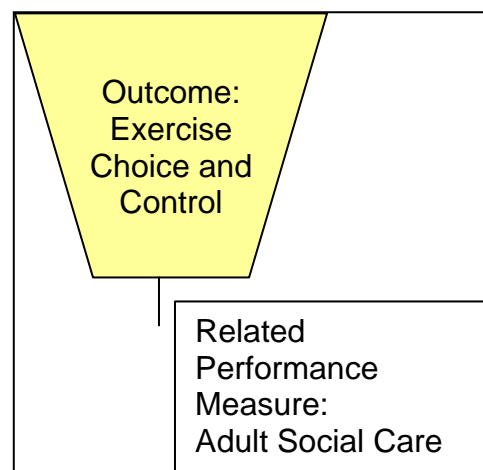 Outcome:
Exercise
Choice and
Control
Related
Performance
Measure:
Adult Social Care